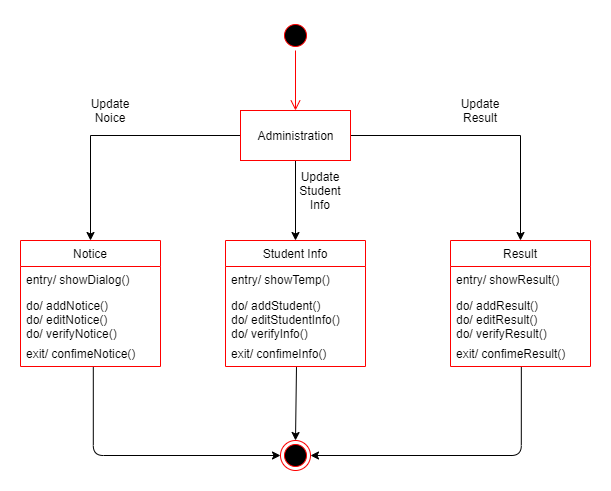 Update
Noice
Update
Result
Administration
Update
Student
Info
Notice
entry/ showDialog()
do/ addNotice()
do/ editNotice()
do/ verifyNotice()
exit/ confimeNotice()
Student Info
entry/ showTemp()
do/ addStudent()
do/ editStudentInfo()
do/ verifyInfo()
exit/ confimeInfo()
Result
entry/ showResult()
do/ addResult()
do/ editResult()
do/ verifyResult()
exit/ confimeResult()